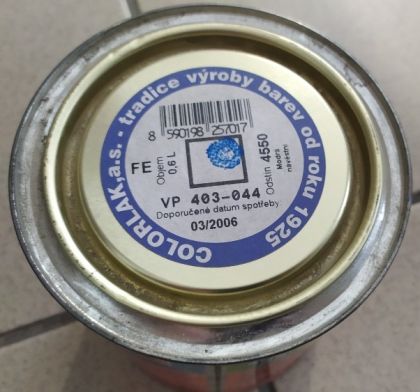 COLORLAK,a.s. - tradice výroby barev od roku 1925
8 590198 257017
FE
Objem
0,6 L
Odstín 4550
Modrá
návěstní
VP 403-044
Doporučené datum spotřeby:
03/2006